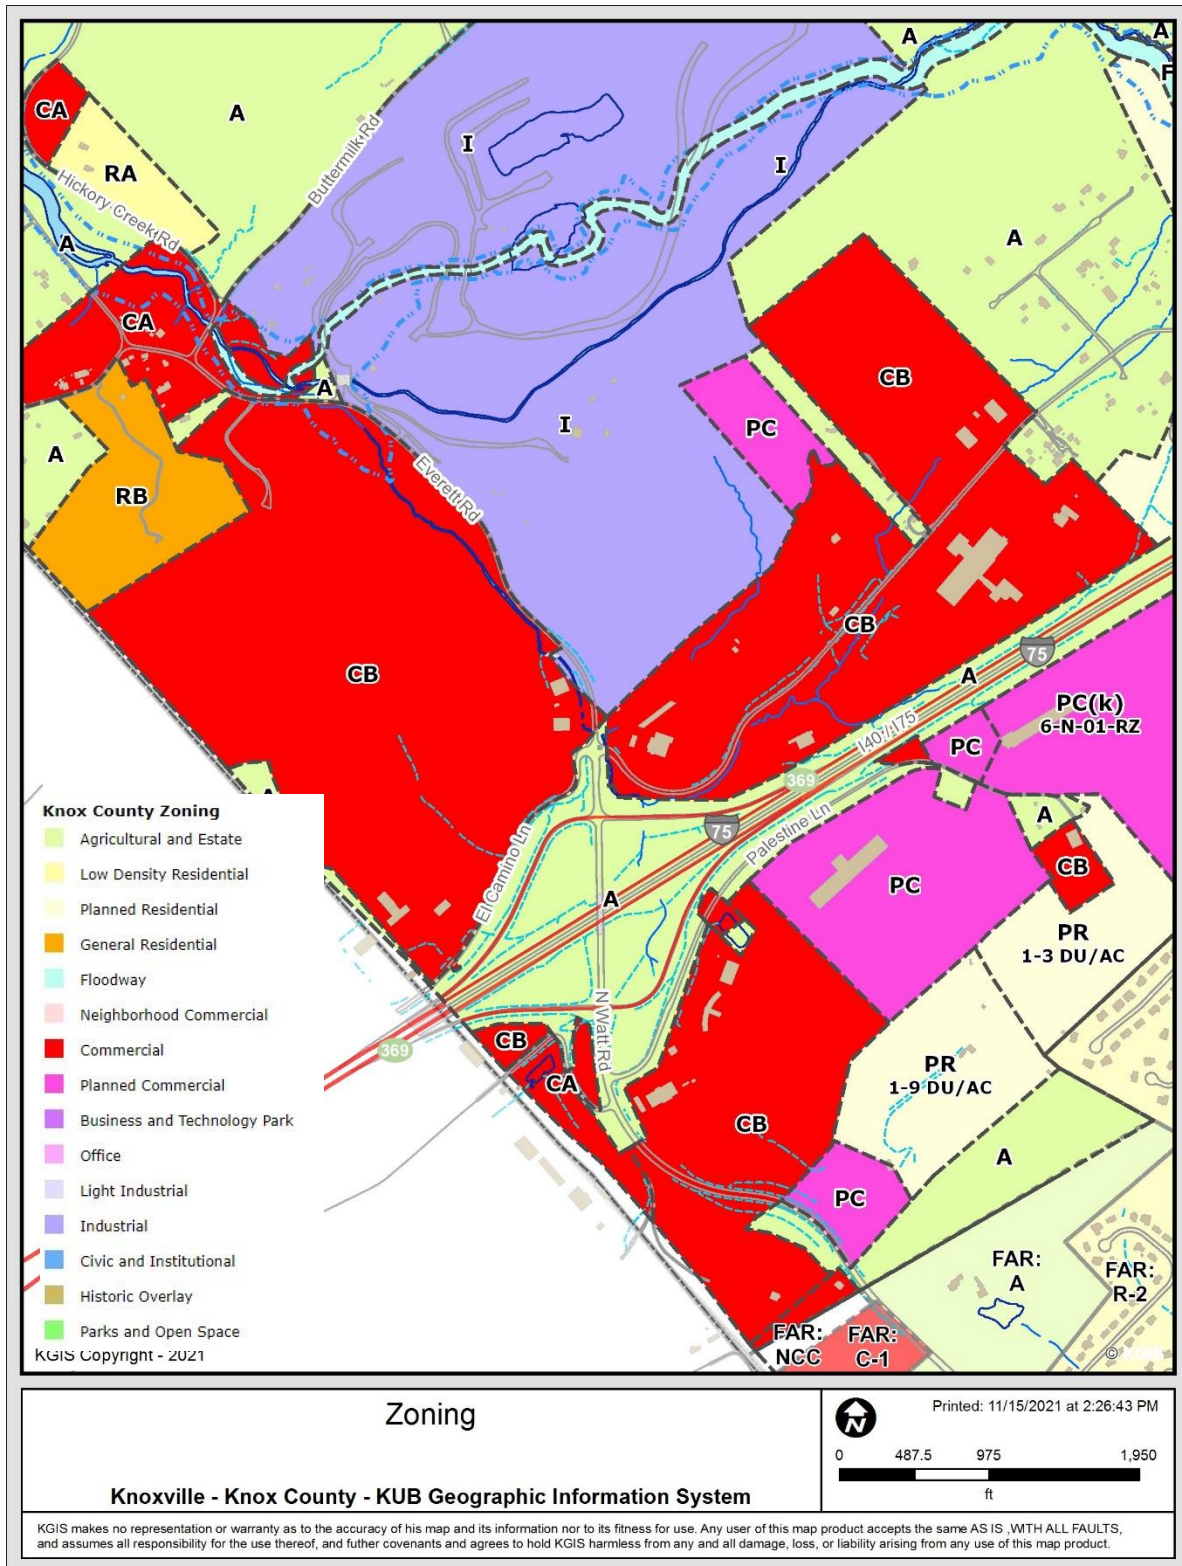 A
A
CA
F
A
Buttermilk Rd
I
RA
I
Hickory Creek Rd
A
A
CA
CB
A
PC
I
A
Everett Rd
RB
CB
75
A
CB
PC(k)
6-N-01-RZ
I40 / I75
PC
369
A
75
Palestine Ln
A
El Camino Ln
CB
PC
A
PR
1-3 DU/AC
N Watt Rd
CB
369
CA
PR
1-9 DU/AC
CB
A
PC
FAR:
A
FAR:
R-2
FAR:
NCC
FAR:
C-1
Knox County Zoning
Agricultural and Estate
Low Density Residential
Planned Residential
General Residential
Floodway
Neighborhood Commercial
Commercial
Planned Commercial
Business and Technology Park
Office
Light Industrial
Industrial
Civic and Institutional
Historic Overlay
Parks and Open Space
KGIS Copyright - 2021
© KGIS
Zoning
Knoxville - Knox County - KUB Geographic Information System
N
Printed: 11/15/2021 at 2:26:43 PM
0 487.5 975 1,950
ft
KGIS makes no representation or warranty as to the accuracy of his map and its information nor to its fitness for use. Any user of this map product accepts the same AS IS ,WITH ALL FAULTS,
and assumes all responsibility for the use thereof, and futher covenants and agrees to hold KGIS harmless from any and all damage, loss, or liability arising from any use of this map product.